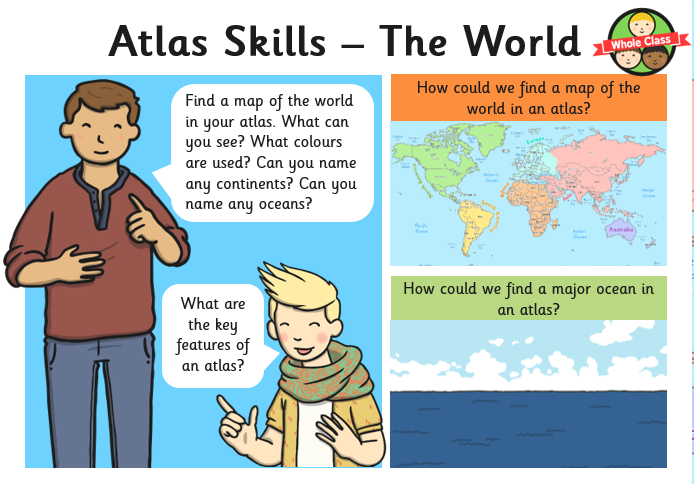 Atlas Skills – The World
Whole Class
Find a map of the world
in your atlas. What can
you see? What colours
are used? Can you name
any continents? Can you
name any oceans?
What are
the key
features of
an atlas?
How could we find a map of the
world in an atlas?
Europe
Australia
How could we find a major ocean in
an atlas?